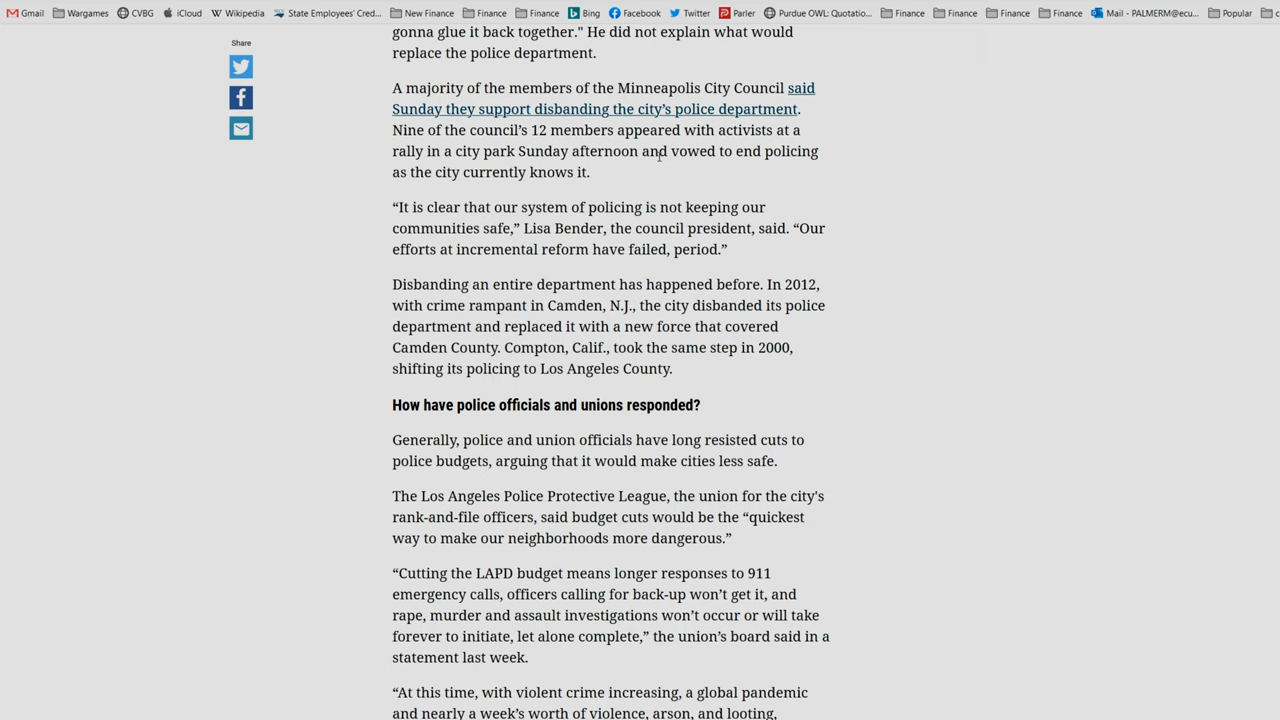 Gmail Wargames CVBG iCloud Wikipedia State Employees' Cred... New Finance Finance Finance Bing Facebook Twitter Parler Purdue OWL: Quotatio... Finance Finance Finance Finance Mail - PALMERM@ecu... Popular
Share
gonna glue it back together." He did not explain what would
replace the police department.
A majority of the members of the Minneapolis City Council said
Sunday they support disbanding the city’s police department.
Nine of the council’s 12 members appeared with activists at a
rally in a city park Sunday afternoon and vowed to end policing
as the city currently knows it.
“It is clear that our system of policing is not keeping our
communities safe,” Lisa Bender, the council president, said. “Our
efforts at incremental reform have failed, period.”
Disbanding an entire department has happened before. In 2012,
with crime rampant in Camden, N.J., the city disbanded its police
department and replaced it with a new force that covered
Camden County. Compton, Calif., took the same step in 2000,
shifting its policing to Los Angeles County.
How have police officials and unions responded?
Generally, police and union officials have long resisted cuts to
police budgets, arguing that it would make cities less safe.
The Los Angeles Police Protective League, the union for the city's
rank-and-file officers, said budget cuts would be the “quickest
way to make our neighborhoods more dangerous.”
“Cutting the LAPD budget means longer responses to 911
emergency calls, officers calling for back-up won’t get it, and
rape, murder and assault investigations won’t occur or will take
forever to initiate, let alone complete,” the union’s board said in a
statement last week.
“At this time, with violent crime increasing, a global pandemic
and nearly a week’s worth of violence, arson, and looting,